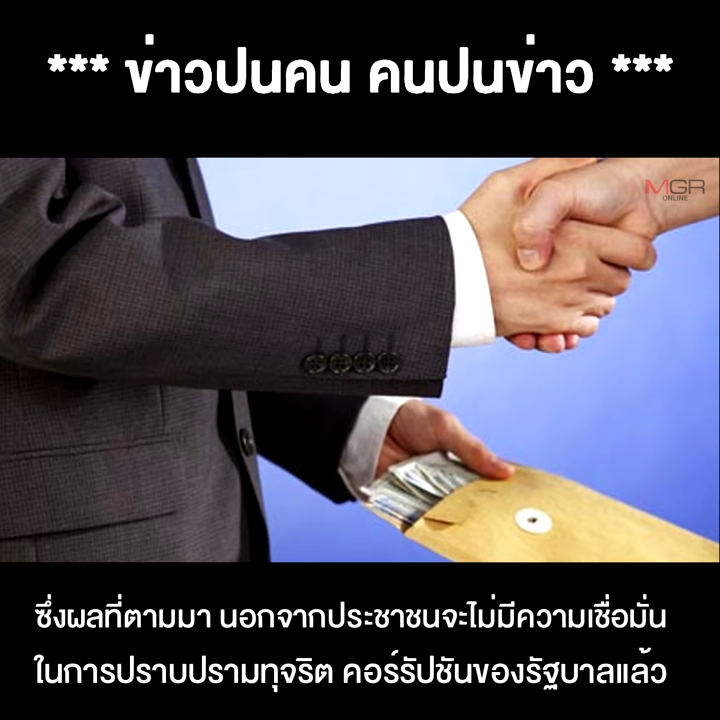 *** ข่าวปนคน คนปนข่าว ***
MGR
ONLINE
ซึ่งผลที่ตามมา นอกจากประชาชนจะไม่มีความเชื่อมั่น
ในการปราบปรามทุจริต คอร์รัปชันของรัฐบาลแล้ว